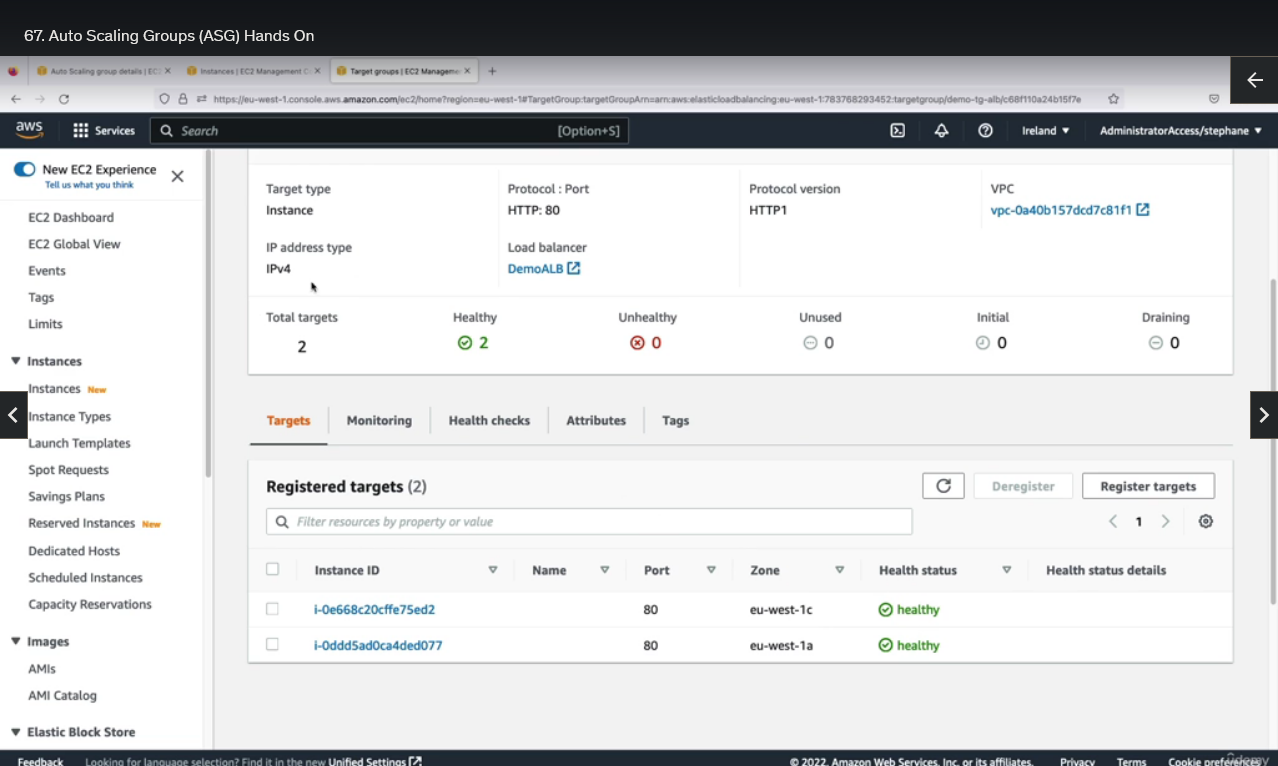 67. Auto Scaling Groups (ASG) Hands On
Auto Scaling group details | EC2
Instances | EC2 Management C
Target groups | EC2 Manageme
https://eu-west-1.console.aws.amazon.com/ec2/home?region=eu-west-1#TargetGroup:targetGroupArn=arn:aws:elasticloadbalancing:eu-west-1:783768293452:targetgroup/demo-tg-alb/c68f110a24b15f7e
aws Services Search [Option+S] Ireland AdministratorAccess/stephane
New EC2 Experience
Tell us what you think
EC2 Dashboard
EC2 Global View
Events
Tags
Limits
Instances
Instances New
Instance Types
Launch Templates
Spot Requests
Savings Plans
Reserved Instances New
Dedicated Hosts
Scheduled Instances
Capacity Reservations
Images
AMIs
AMI Catalog
Elastic Block Store
Target type Protocol : Port Protocol version VPC
Instance HTTP: 80 HTTP1 vpc-0a40b157dcd7c81f1
IP address type Load balancer
IPv4 DemoALB
Total targets Healthy Unhealthy Unused Initial Draining
2 2 0 0 0 0
Targets Monitoring Health checks Attributes Tags
Registered targets (2) Deregister Register targets
Filter resources by property or value 1
Instance ID Name Port Zone Health status Health status details
i-0e668c20cffe75ed2 80 eu-west-1c healthy
i-0ddd5ad0ca4ded077 80 eu-west-1a healthy
Feedback Looking for language selection? Find it in the new Unified Settings © 2022, Amazon Web Services, Inc. or its affiliates. Privacy Terms Cookie preferences
Udemy